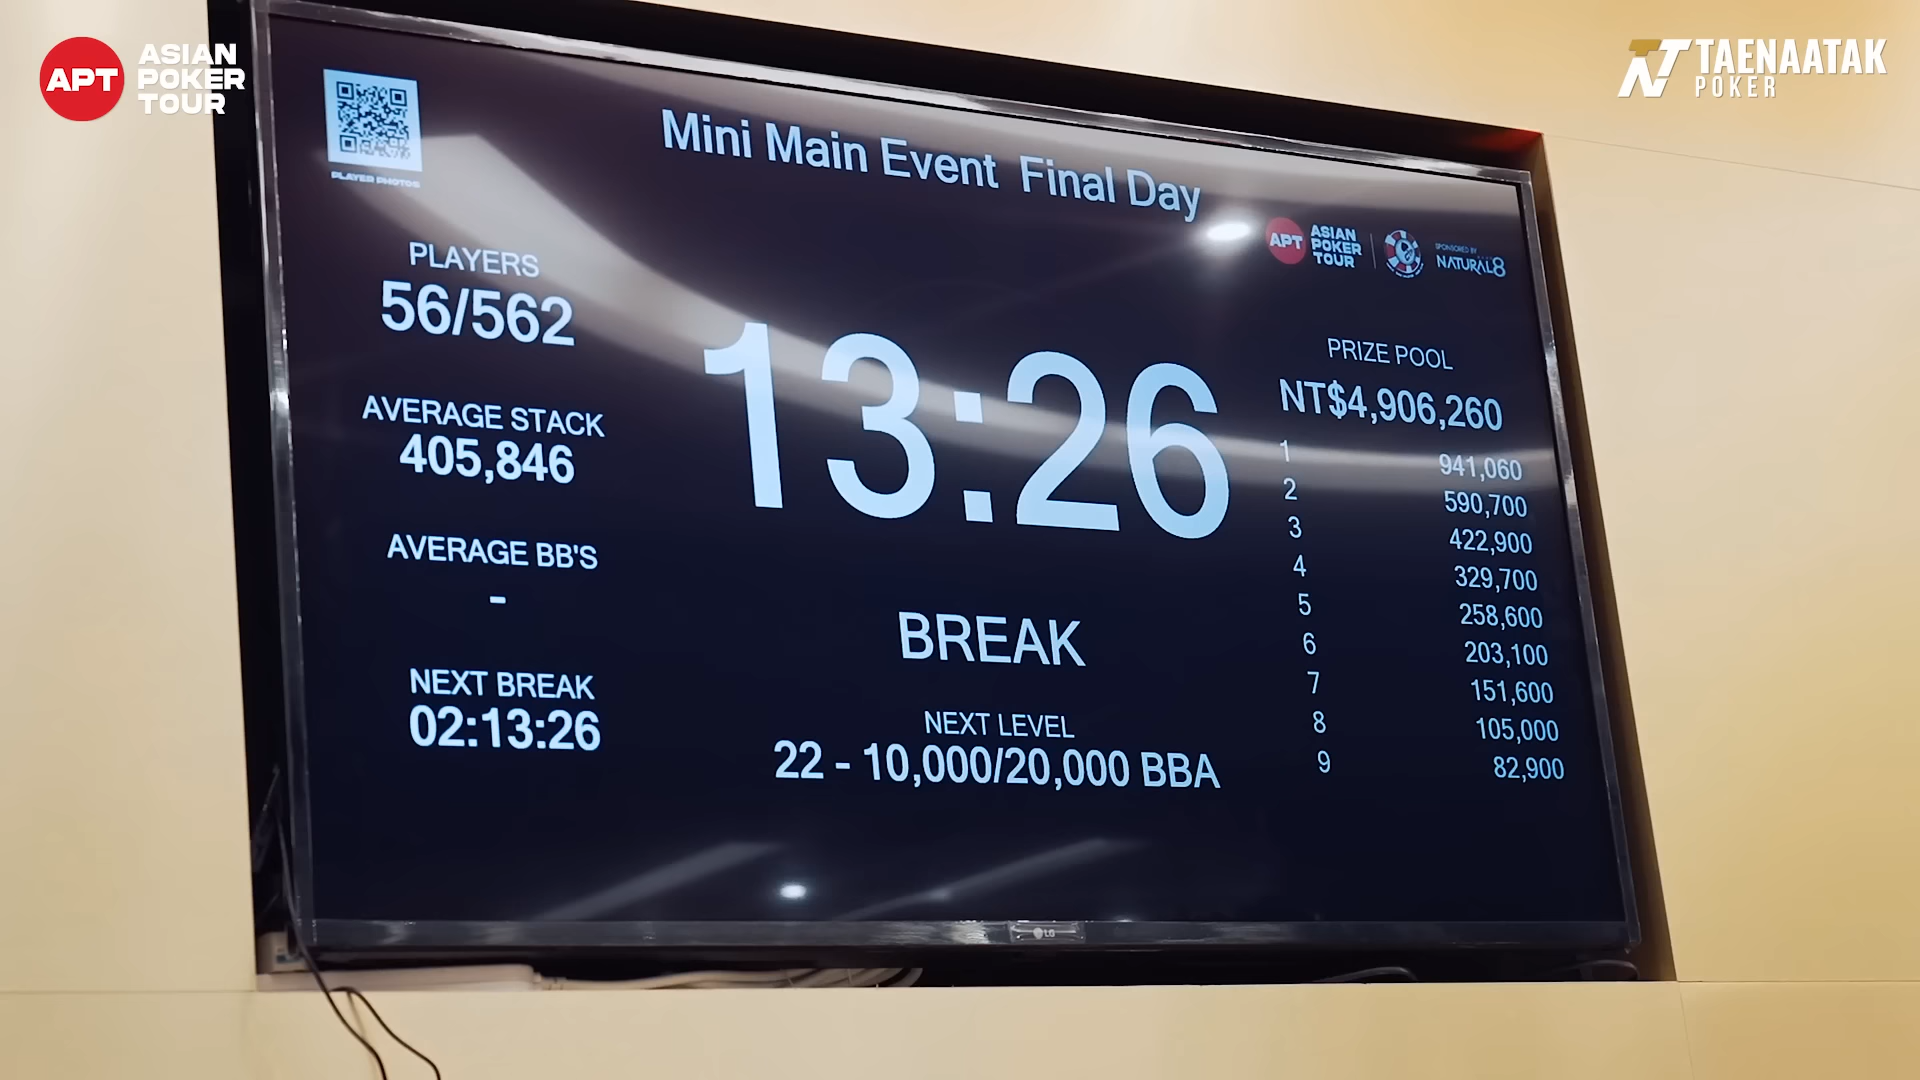 APT
ASIAN
POKER
TOUR
TAENAATAK
POKER
PLAYER PHOTOS
Mini Main Event Final Day
APT
ASIAN
POKER
TOUR
SPONSORED BY
NATURAL8
PLAYERS
56/562
AVERAGE STACK
405,846
AVERAGE BB'S
-
NEXT BREAK
02:13:26
13:26
BREAK
NEXT LEVEL
22 - 10,000/20,000 BBA
PRIZE POOL
NT$4,906,260
1 941,060
2 590,700
3 422,900
4 329,700
5 258,600
6 203,100
7 151,600
8 105,000
9 82,900
LG